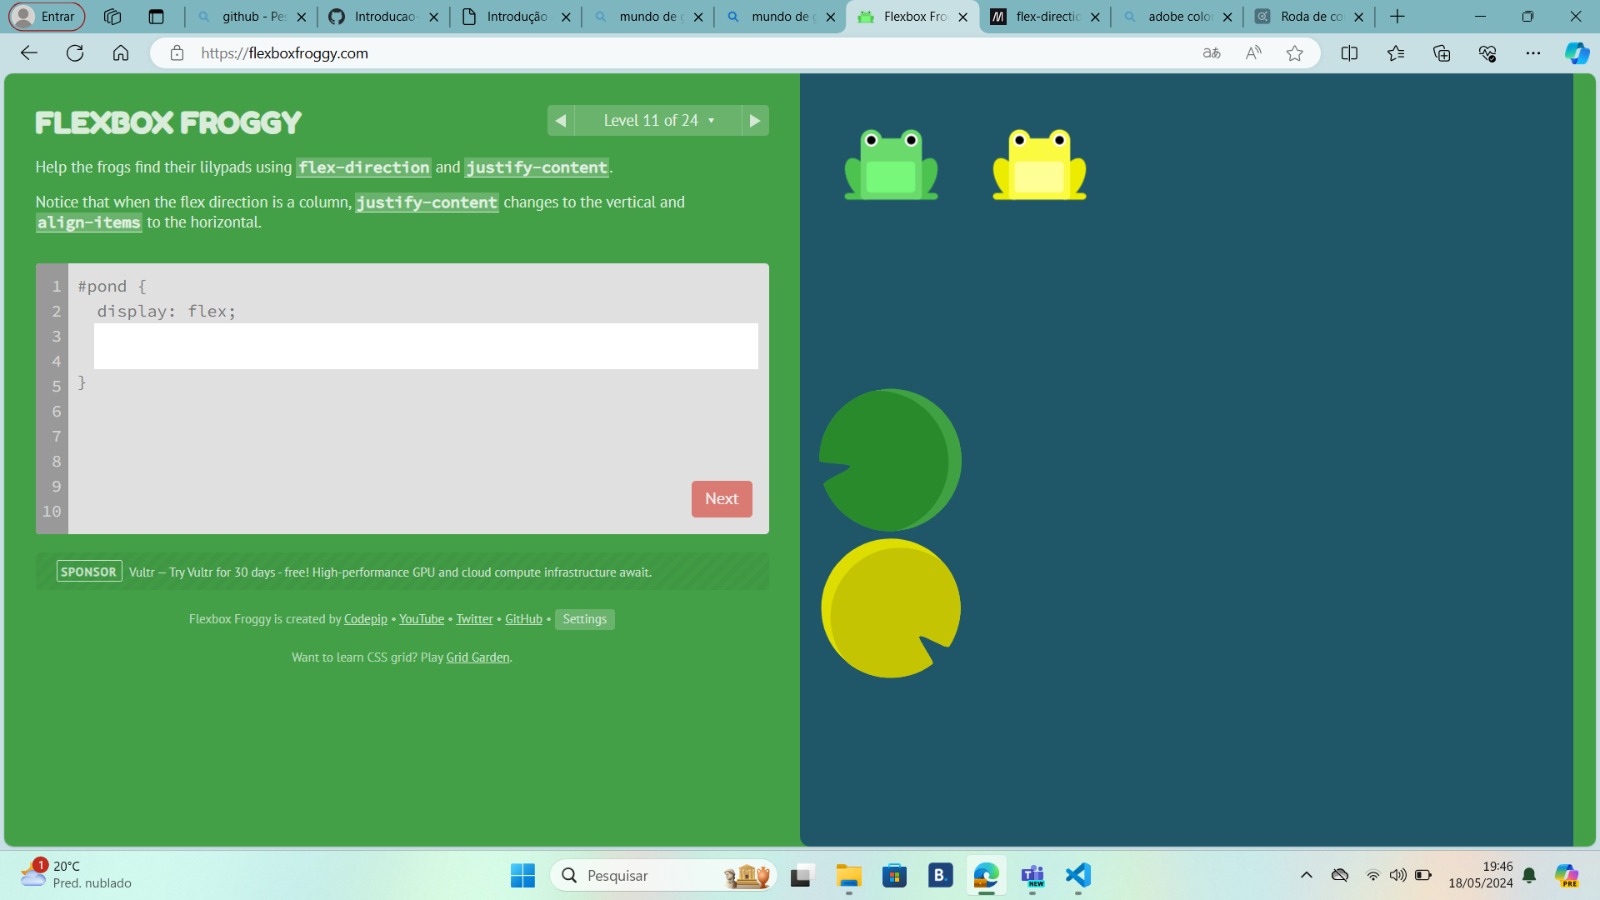 Entrar
github - Pes
Introducao-
Introdução
mundo de g
mundo de g
Flexbox Fro
flex-directio
adobe color
Roda de co
https://flexboxfroggy.com
FLEXBOX FROGGY
Level 11 of 24
Help the frogs find their lilypads using flex-direction and justify-content.
Notice that when the flex direction is a column, justify-content changes to the vertical and
align-items to the horizontal.
1 #pond {
2 display: flex;
3
4
5 }
6
7
8
9
10
Next
SPONSOR Vultr — Try Vultr for 30 days - free! High-performance GPU and cloud compute infrastructure await.
Flexbox Froggy is created by Codepip • YouTube • Twitter • GitHub • Settings
Want to learn CSS grid? Play Grid Garden.
1
20°C
Pred. nublado
Pesquisar
B.
NEW
19:46
18/05/2024
PRE